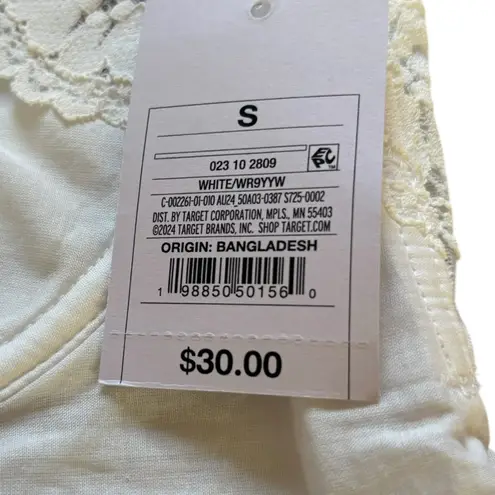 S
023 10 2809
EPC™
WHITE/WR9YYW
C-002261-01-010 AU24_50A03-0387 S725-0002
DIST. BY TARGET CORPORATION, MPLS., MN 55403
©2024 TARGET BRANDS, INC. SHOP TARGET.COM
ORIGIN: BANGLADESH
1 98850 50156 0
$30.00